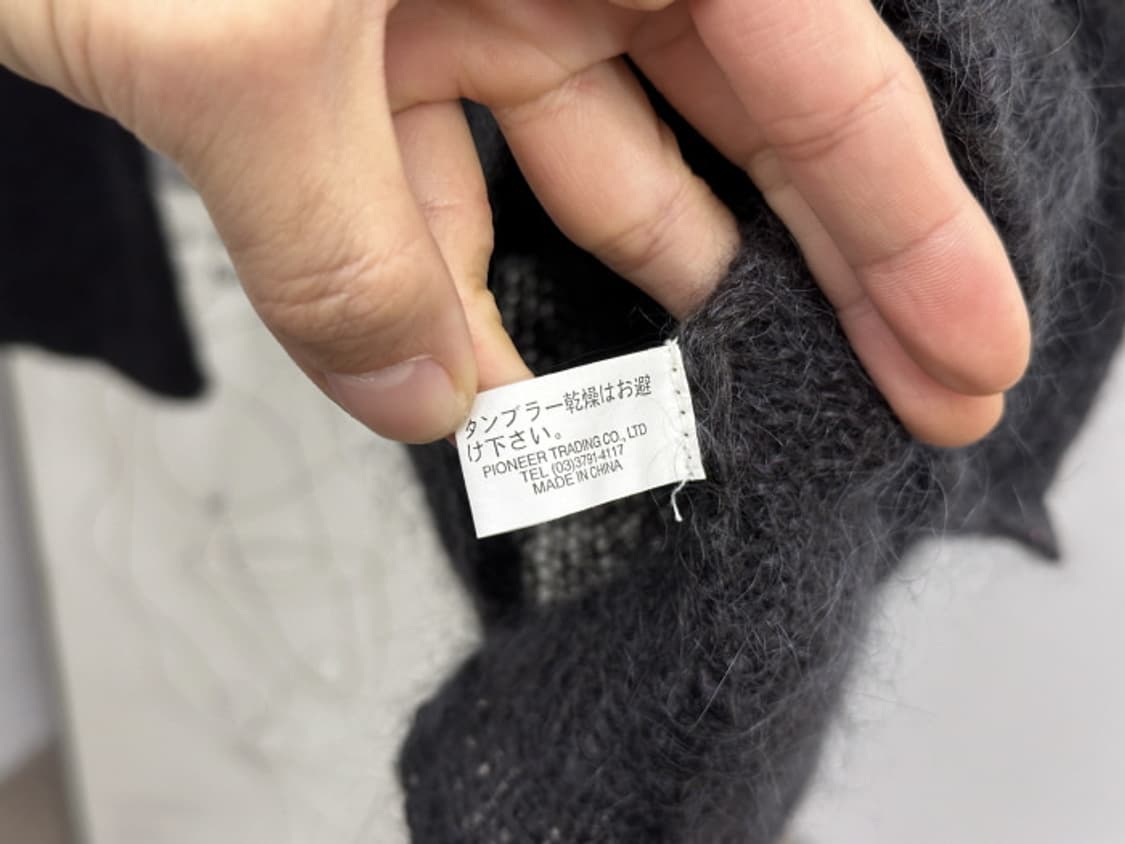 タンブラー乾燥はお避
け下さい。
PIONEER TRADING CO., LTD
TEL (03)3791-4117
MADE IN CHINA